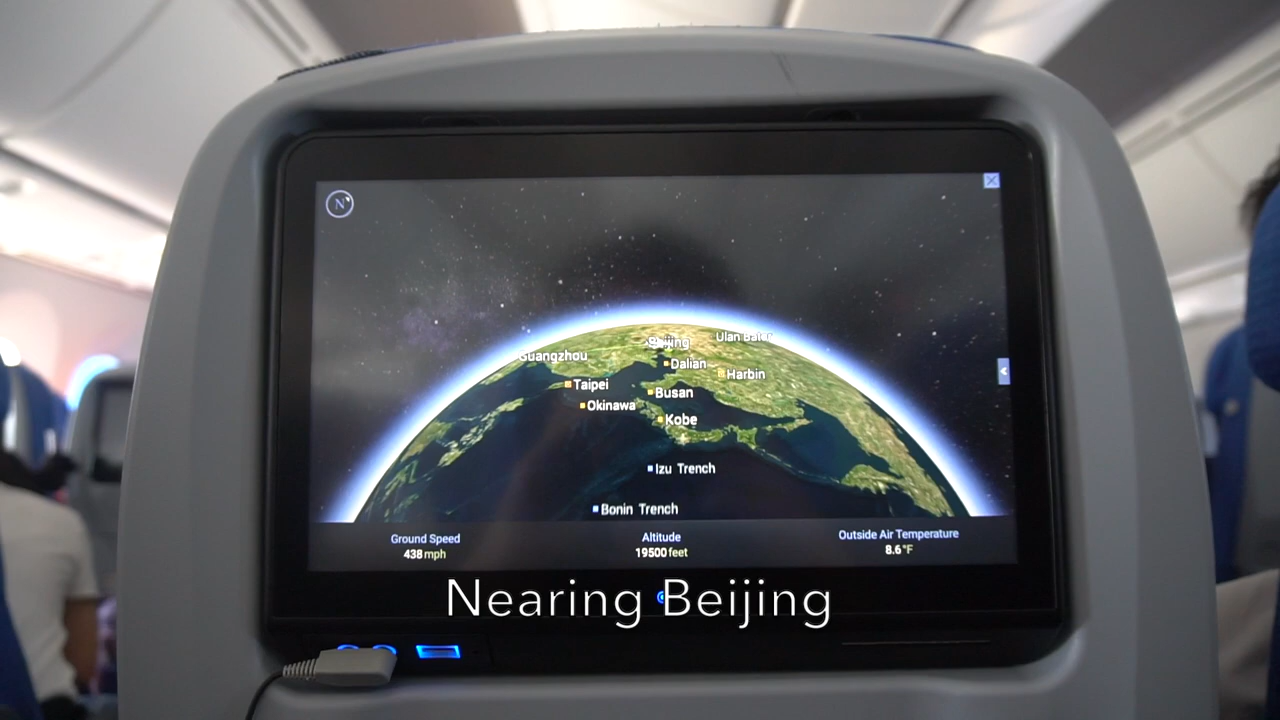 N
Beijing
Ulan Bator
Guangzhou
Dalian
Harbin
Taipei
Busan
Okinawa
Kobe
Izu Trench
Bonin Trench
Ground Speed
438 mph
Altitude
19500 feet
Outside Air Temperature
8.6 °F
Nearing Beijing